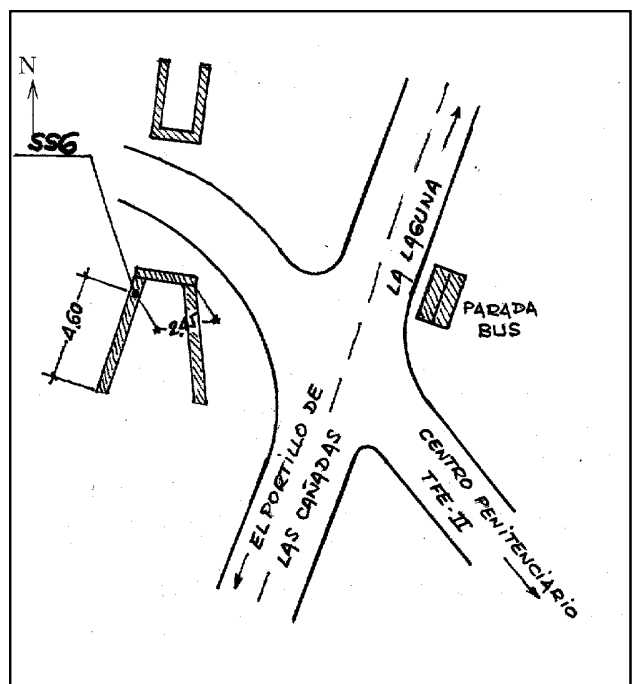 N
SS6
4,60
2.45
LA LAGUNA
PARADA
BUS
EL PORTILLO DE
LAS CAÑADAS
CENTRO PENITENCIARIO
TFE-II